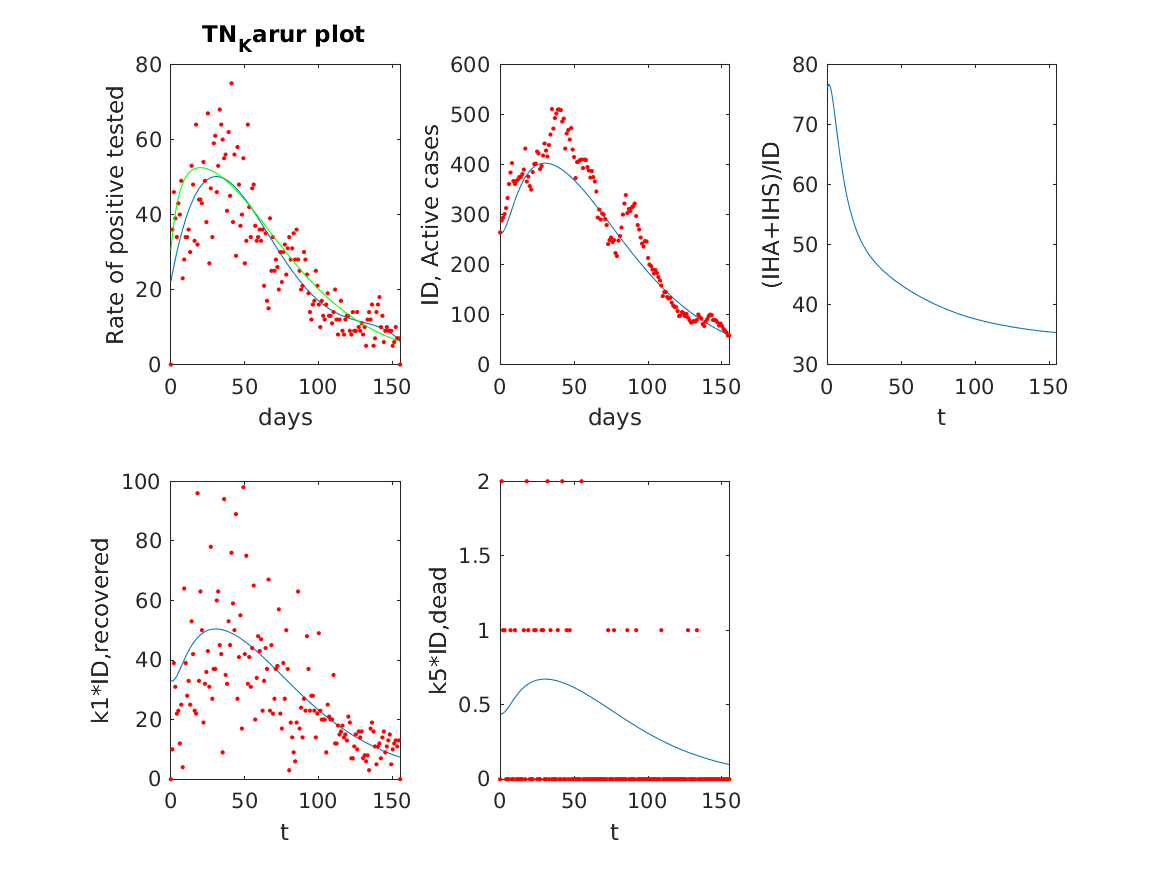 TN_Karur plot
80
60
40
20
0
Rate of positive tested
0 50 100 150
days
600
500
400
300
200
100
0
ID, Active cases
0 50 100 150
days
80
70
60
50
40
30
(IHA+IHS)/ID
0 50 100 150
t
100
80
60
40
20
0
k1*ID,recovered
0 50 100 150
t
2
1.5
1
0.5
0
k5*ID,dead
0 50 100 150
t